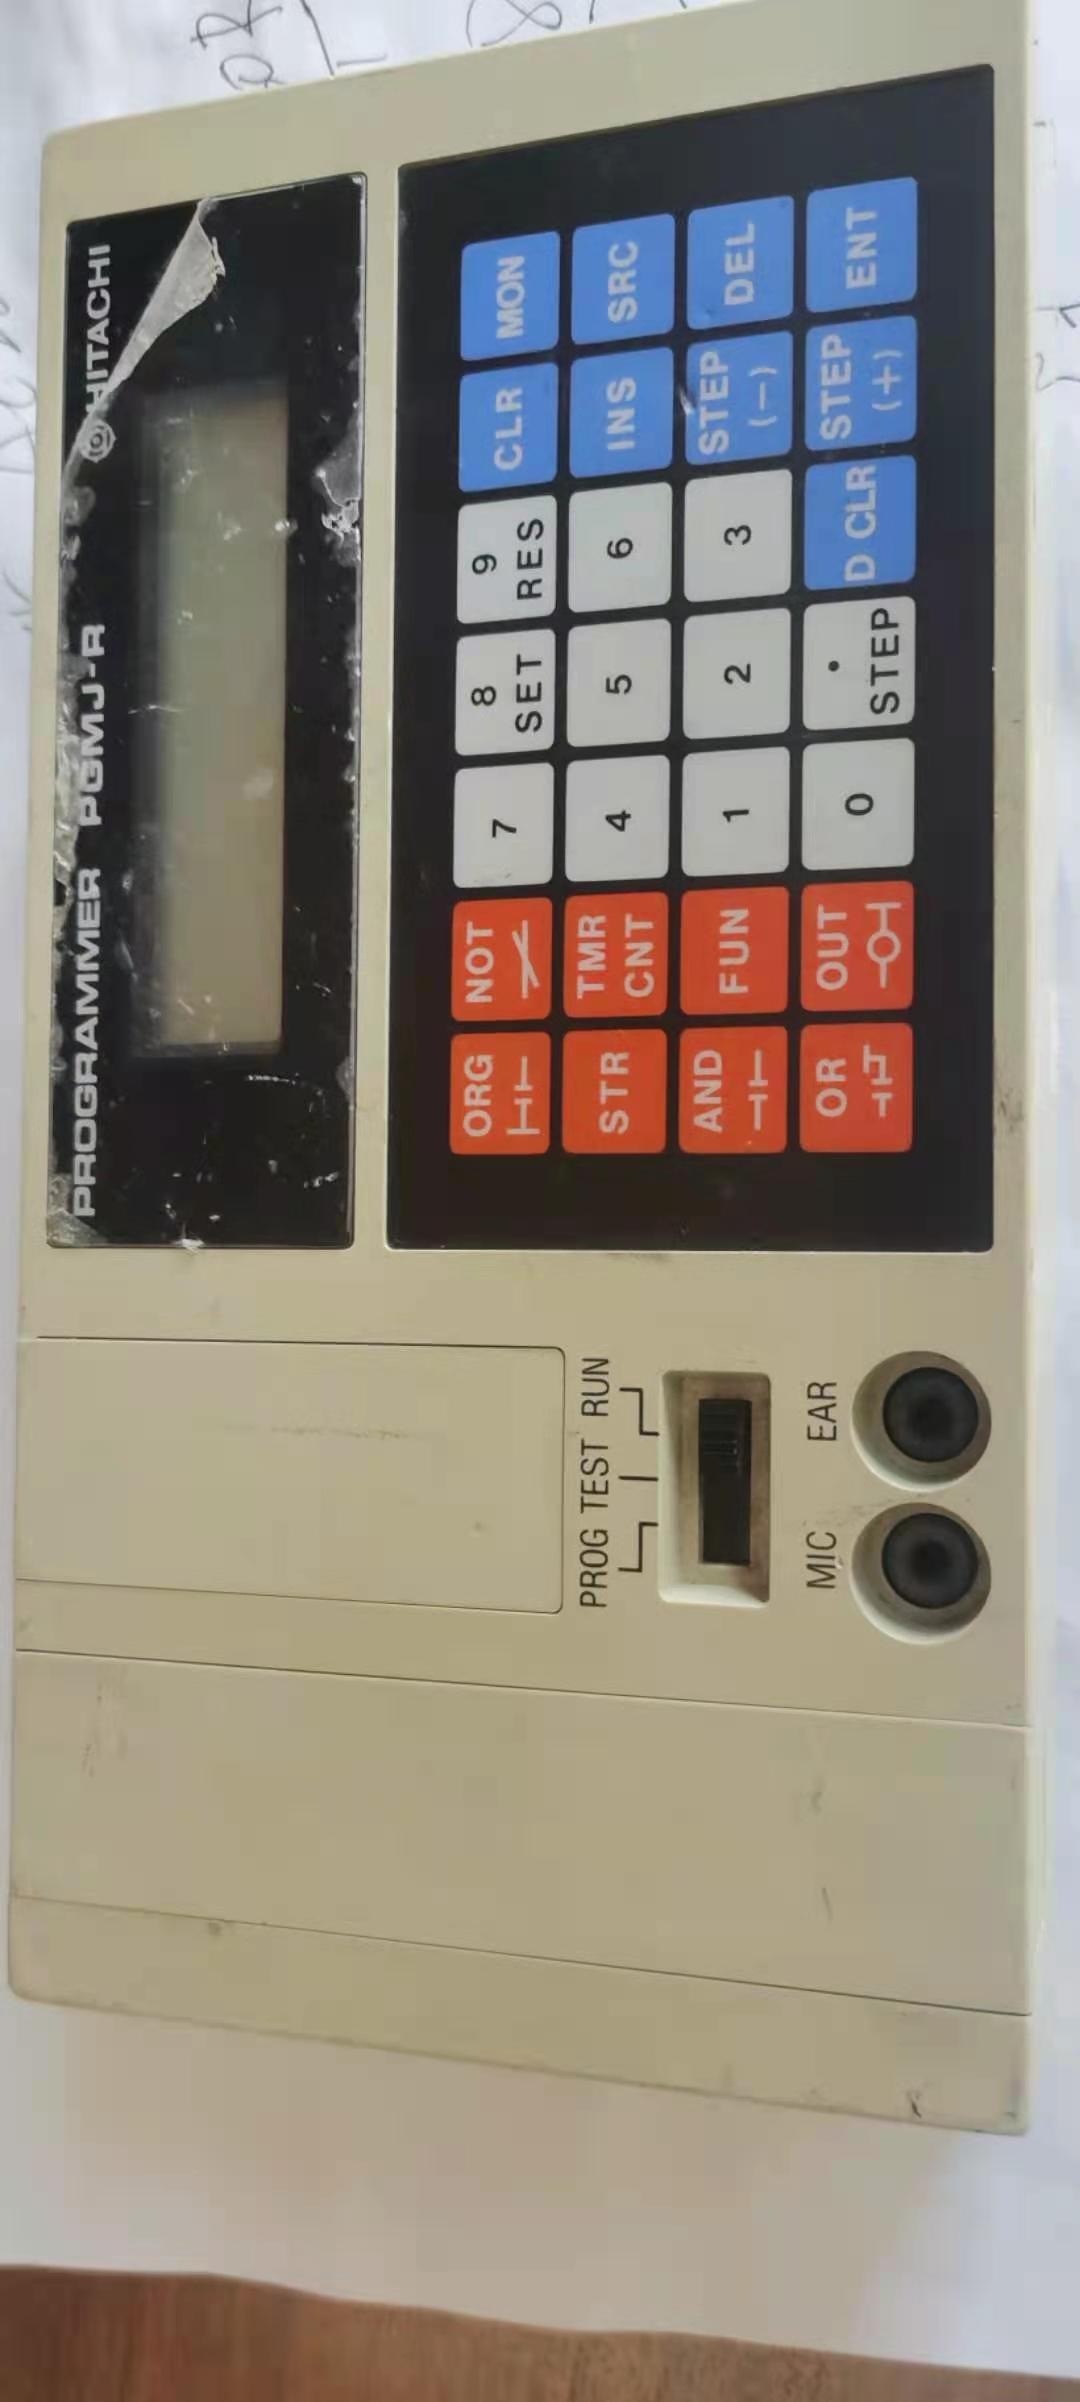 PROGRAMMER PGMJ-R HITACHI
ORG NOT 7 8 9 CLR MON
SET RES
STR TMR 4 5 6 INS SRC
CNT
AND FUN 1 2 3 STEP DEL
(−)
OR OUT 0 • D CLR STEP ENT
STEP (+)
PROG TEST RUN
MIC EAR